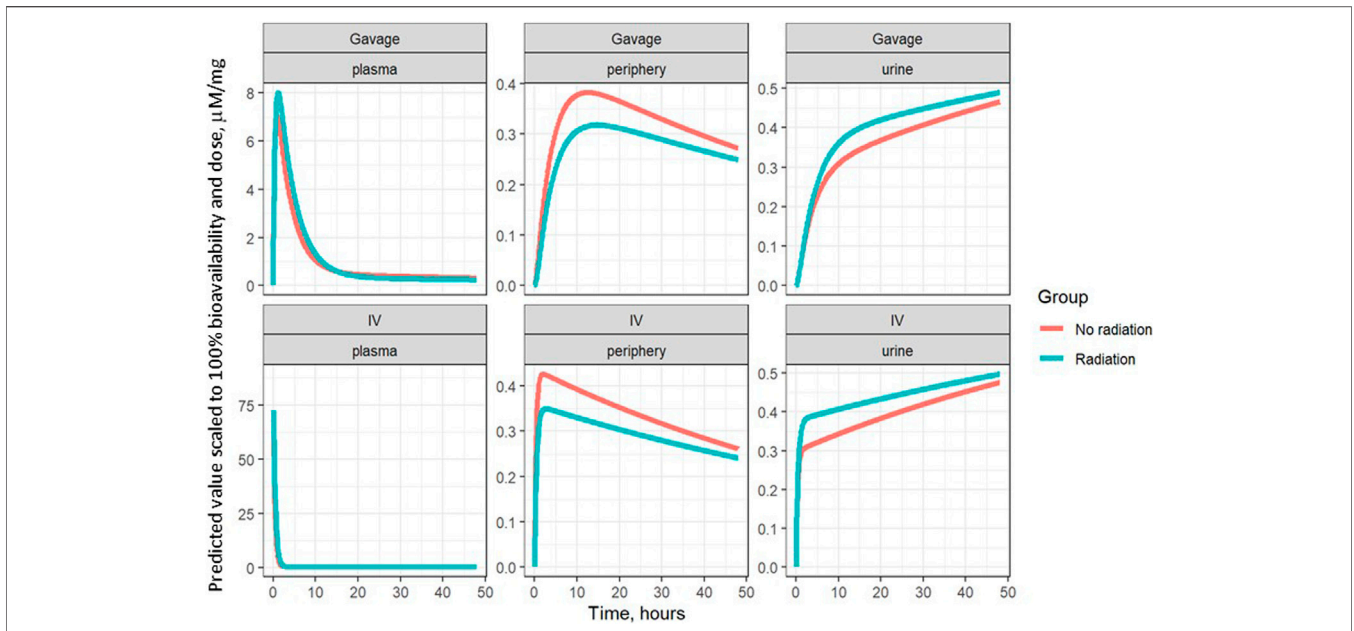 Gavage
plasma
Gavage
periphery
Gavage
urine
8
6
4
2
0
0.4
0.3
0.2
0.1
0.0
0.5
0.4
0.3
0.2
0.1
0.0
IV
plasma
IV
periphery
IV
urine
75
50
25
0
0.4
0.3
0.2
0.1
0.0
0.5
0.4
0.3
0.2
0.1
0.0
0 10 20 30 40 50
0 10 20 30 40 50
0 10 20 30 40 50
Time, hours
Predicted value scaled to 100% bioavailability and dose, μM/mg
Group
No radiation
Radiation